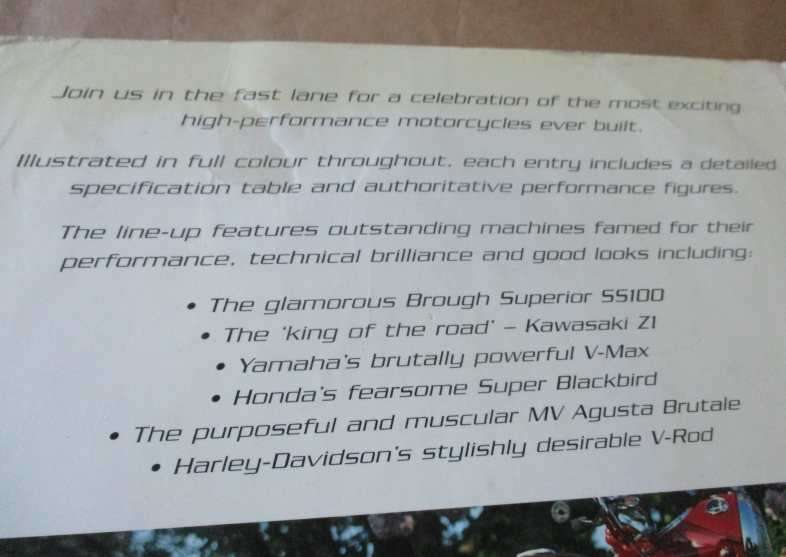 Join us in the fast lane for a celebration of the most exciting
high-performance motorcycles ever built.
Illustrated in full colour throughout, each entry includes a detailed
specification table and authoritative performance figures.
The line-up features outstanding machines famed for their
performance, technical brilliance and good looks including:
• The glamorous Brough Superior SS100
• The 'king of the road' – Kawasaki Z1
• Yamaha's brutally powerful V-Max
• Honda's fearsome Super Blackbird
• The purposeful and muscular MV Agusta Brutale
• Harley-Davidson's stylishly desirable V-Rod